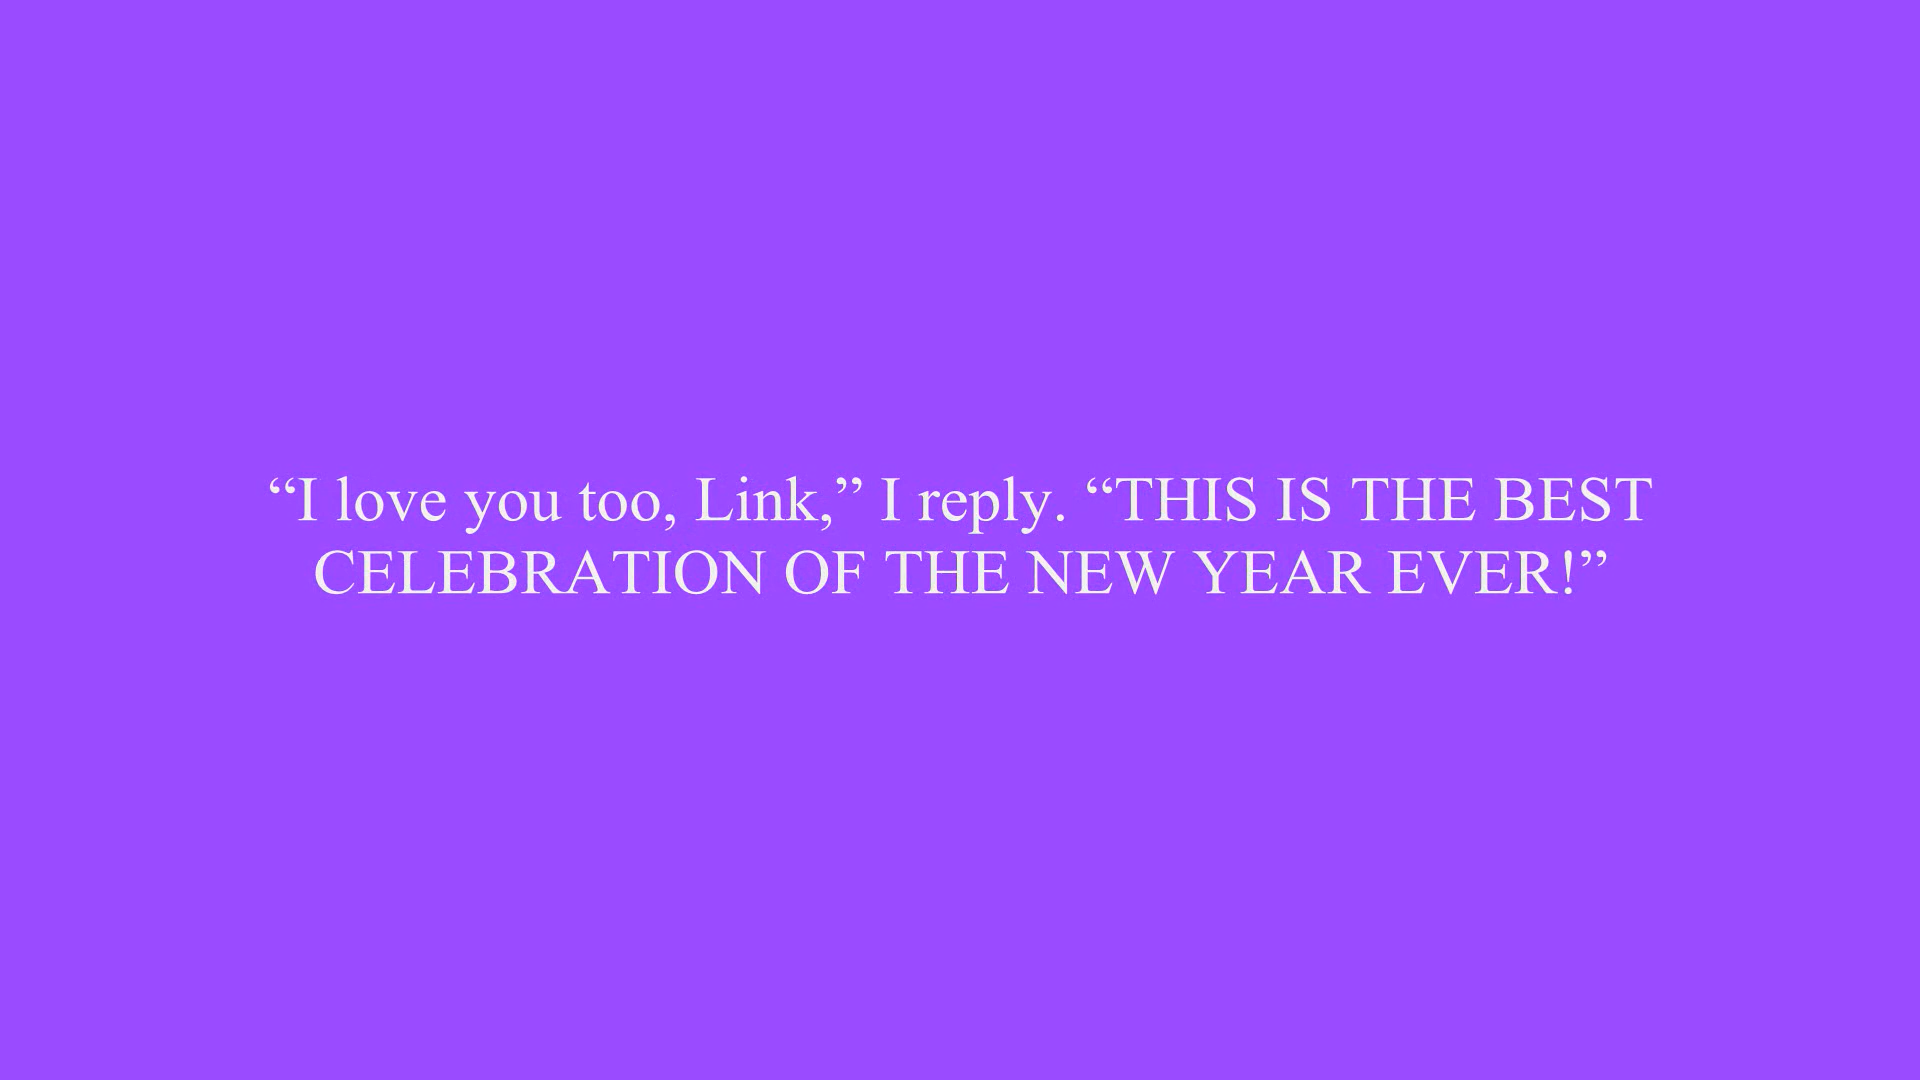 “I love you too, Link,” I reply. “THIS IS THE BEST
CELEBRATION OF THE NEW YEAR EVER!”